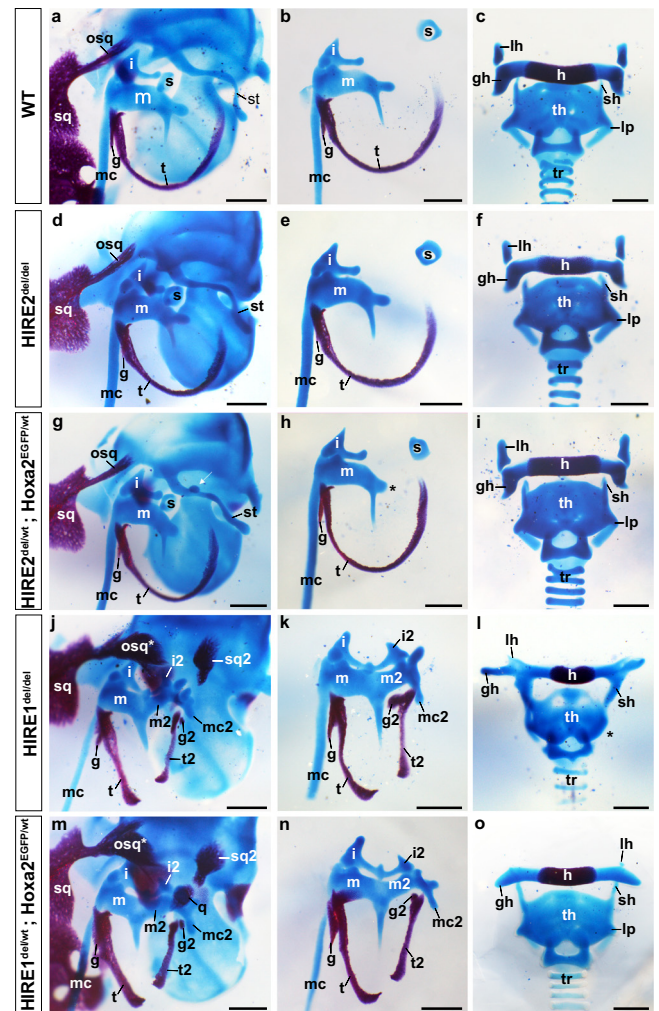 WT
a
osq
i
s
m
st
sq
g
mc
t
b
i
s
m
g
mc
t
c
lh
gh
h
sh
th
lp
tr
HIRE2del/del
d
osq
i
s
m
sq
st
g
mc
t
e
i
s
m
g
mc
t
f
lh
h
gh
sh
th
lp
tr
HIRE2del/wt ; Hoxa2EGFP/wt
g
osq
i
s
m
sq
st
g
mc
t
h
i
s
m
*
g
mc
t
i
lh
h
gh
sh
th
lp
tr
HIRE1del/del
j
osq*
i
i2
sq2
sq
m
m2
mc2
g2
g
t2
mc
t
k
i
i2
m
m2
g2
mc2
g
t2
mc
t
l
lh
h
gh
sh
th
*
tr
HIRE1del/wt ; Hoxa2EGFP/wt
m
osq*
i
i2
sq2
sq
m
q
m2
g2
mc2
g
t2
mc
t
n
i
i2
m
m2
g2
mc2
g
t2
mc
t
o
lh
h
gh
sh
th
lp
tr